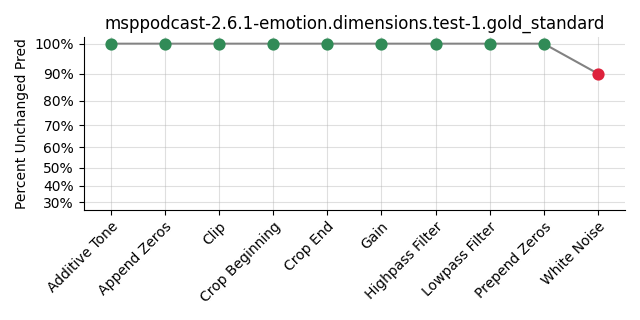 msppodcast-2.6.1-emotion.dimensions.test-1.gold_standard
Percent Unchanged Pred
100%
90%
80%
70%
60%
50%
40%
30%
Additive Tone
Append Zeros
Clip
Crop Beginning
Crop End
Gain
Highpass Filter
Lowpass Filter
Prepend Zeros
White Noise